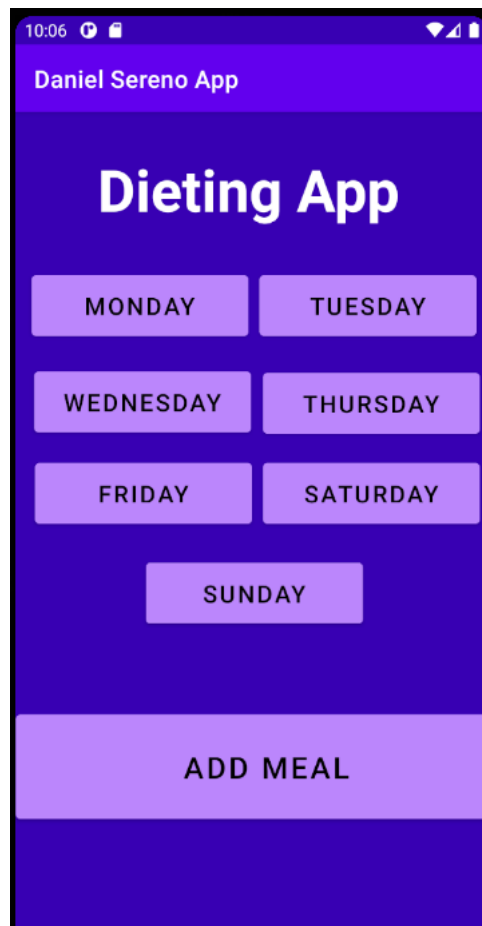 10:06
Daniel Sereno App
Dieting App
MONDAY TUESDAY
WEDNESDAY THURSDAY
FRIDAY SATURDAY
SUNDAY
ADD MEAL